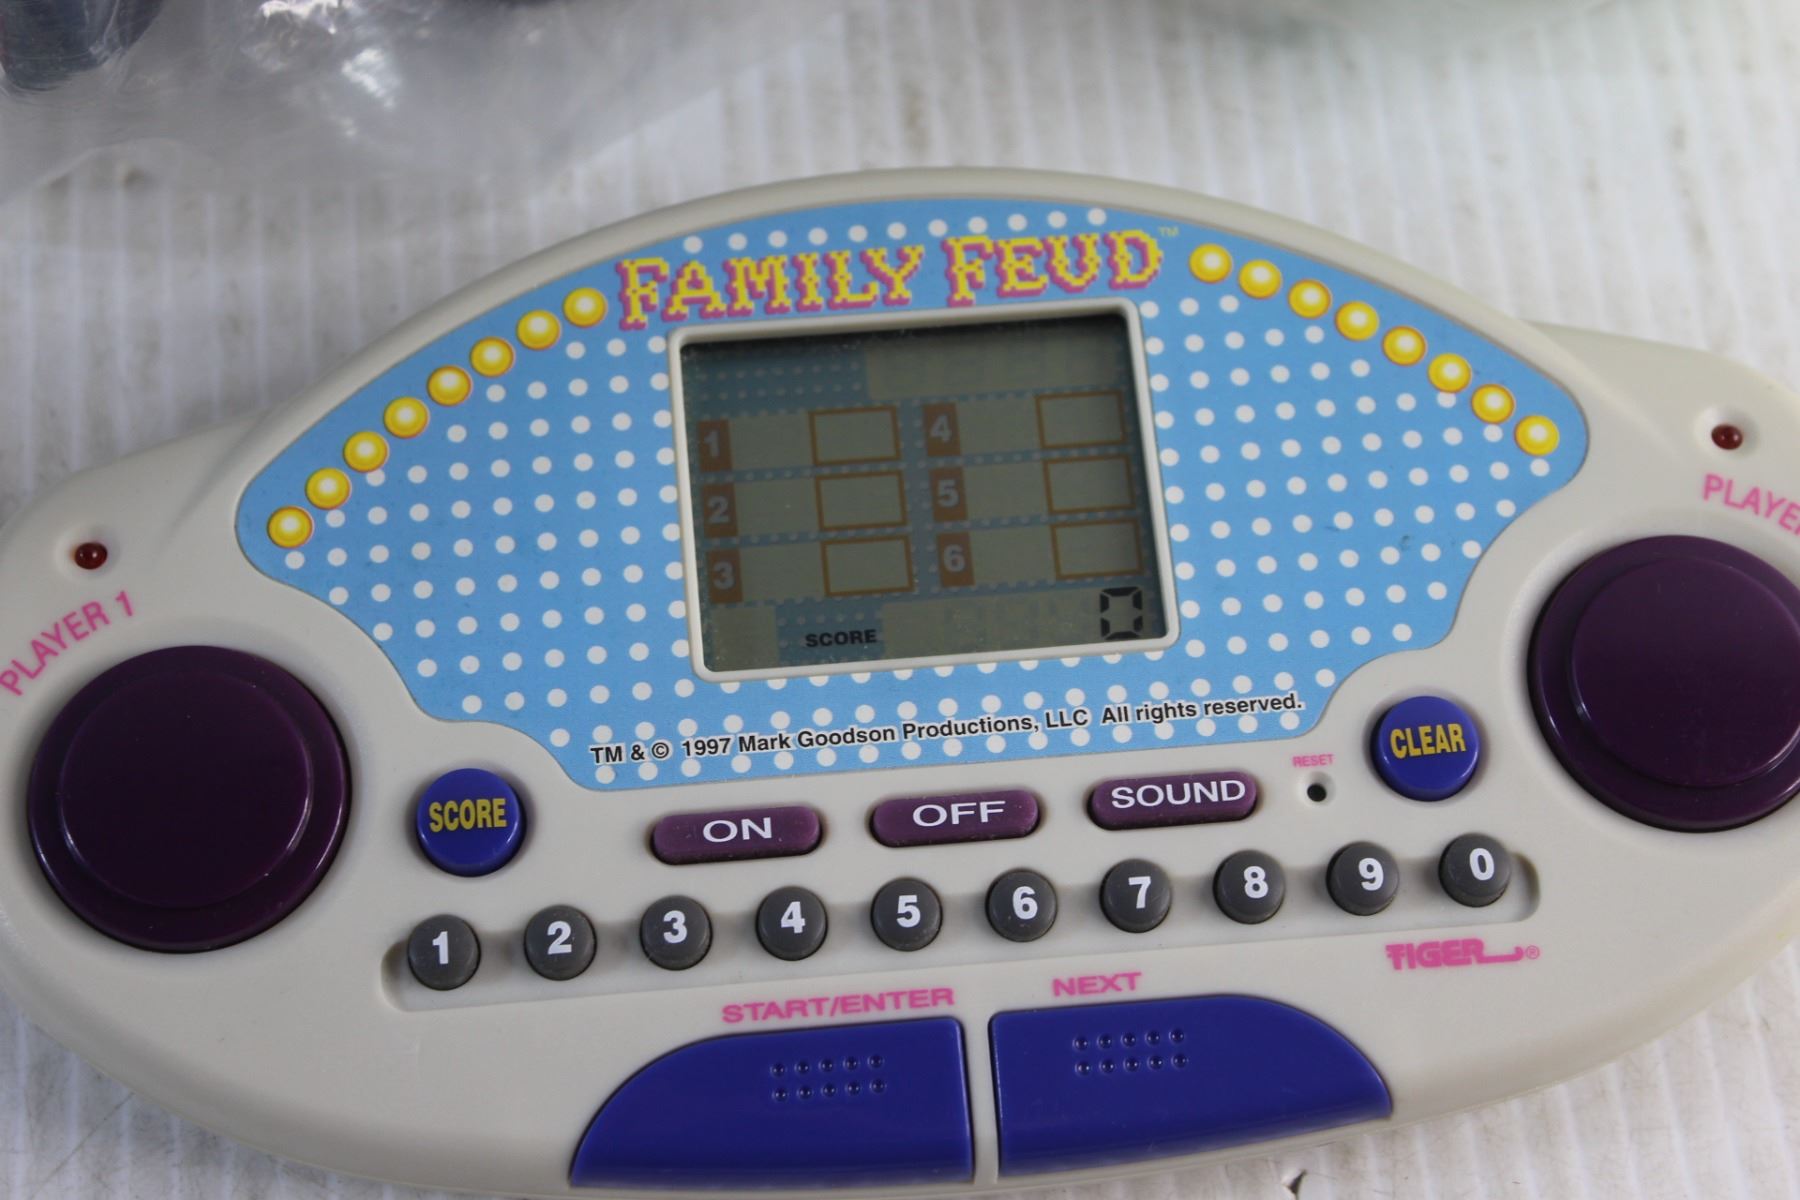 FAMILY FEUD™
1 4
2 5
3 6
SCORE 0
TM & © 1997 Mark Goodson Productions, LLC All rights reserved.
PLAYER 1
PLAYER
SCORE
ON
OFF
SOUND
RESET
CLEAR
1 2 3 4 5 6 7 8 9 0
TIGER®
START/ENTER
NEXT